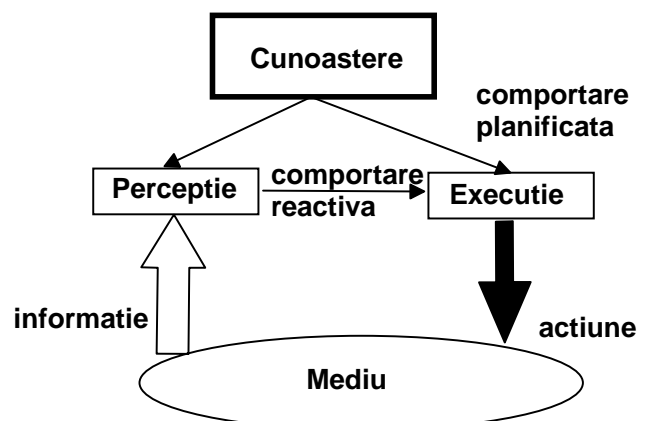 Cunoastere
comportare
planificata
Perceptie
comportare
reactiva
Executie
informatie
actiune
Mediu